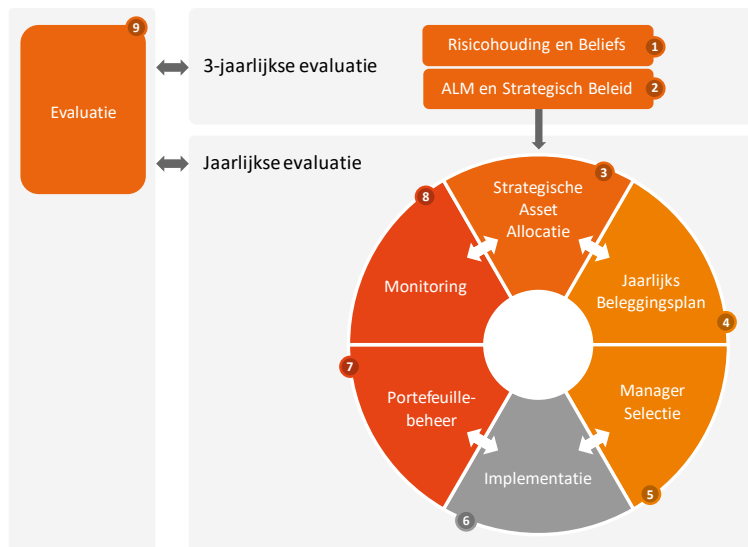 9
Evaluatie
3-jaarlijkse evaluatie
Jaarlijkse evaluatie
Risicohouding en Beliefs
1
ALM en Strategisch Beleid
2
3
Strategische
Asset
Allocatie
Jaarlijks
Beleggingsplan
4
Manager
Selectie
5
Implementatie
6
7
Portefeuille-
beheer
8
Monitoring